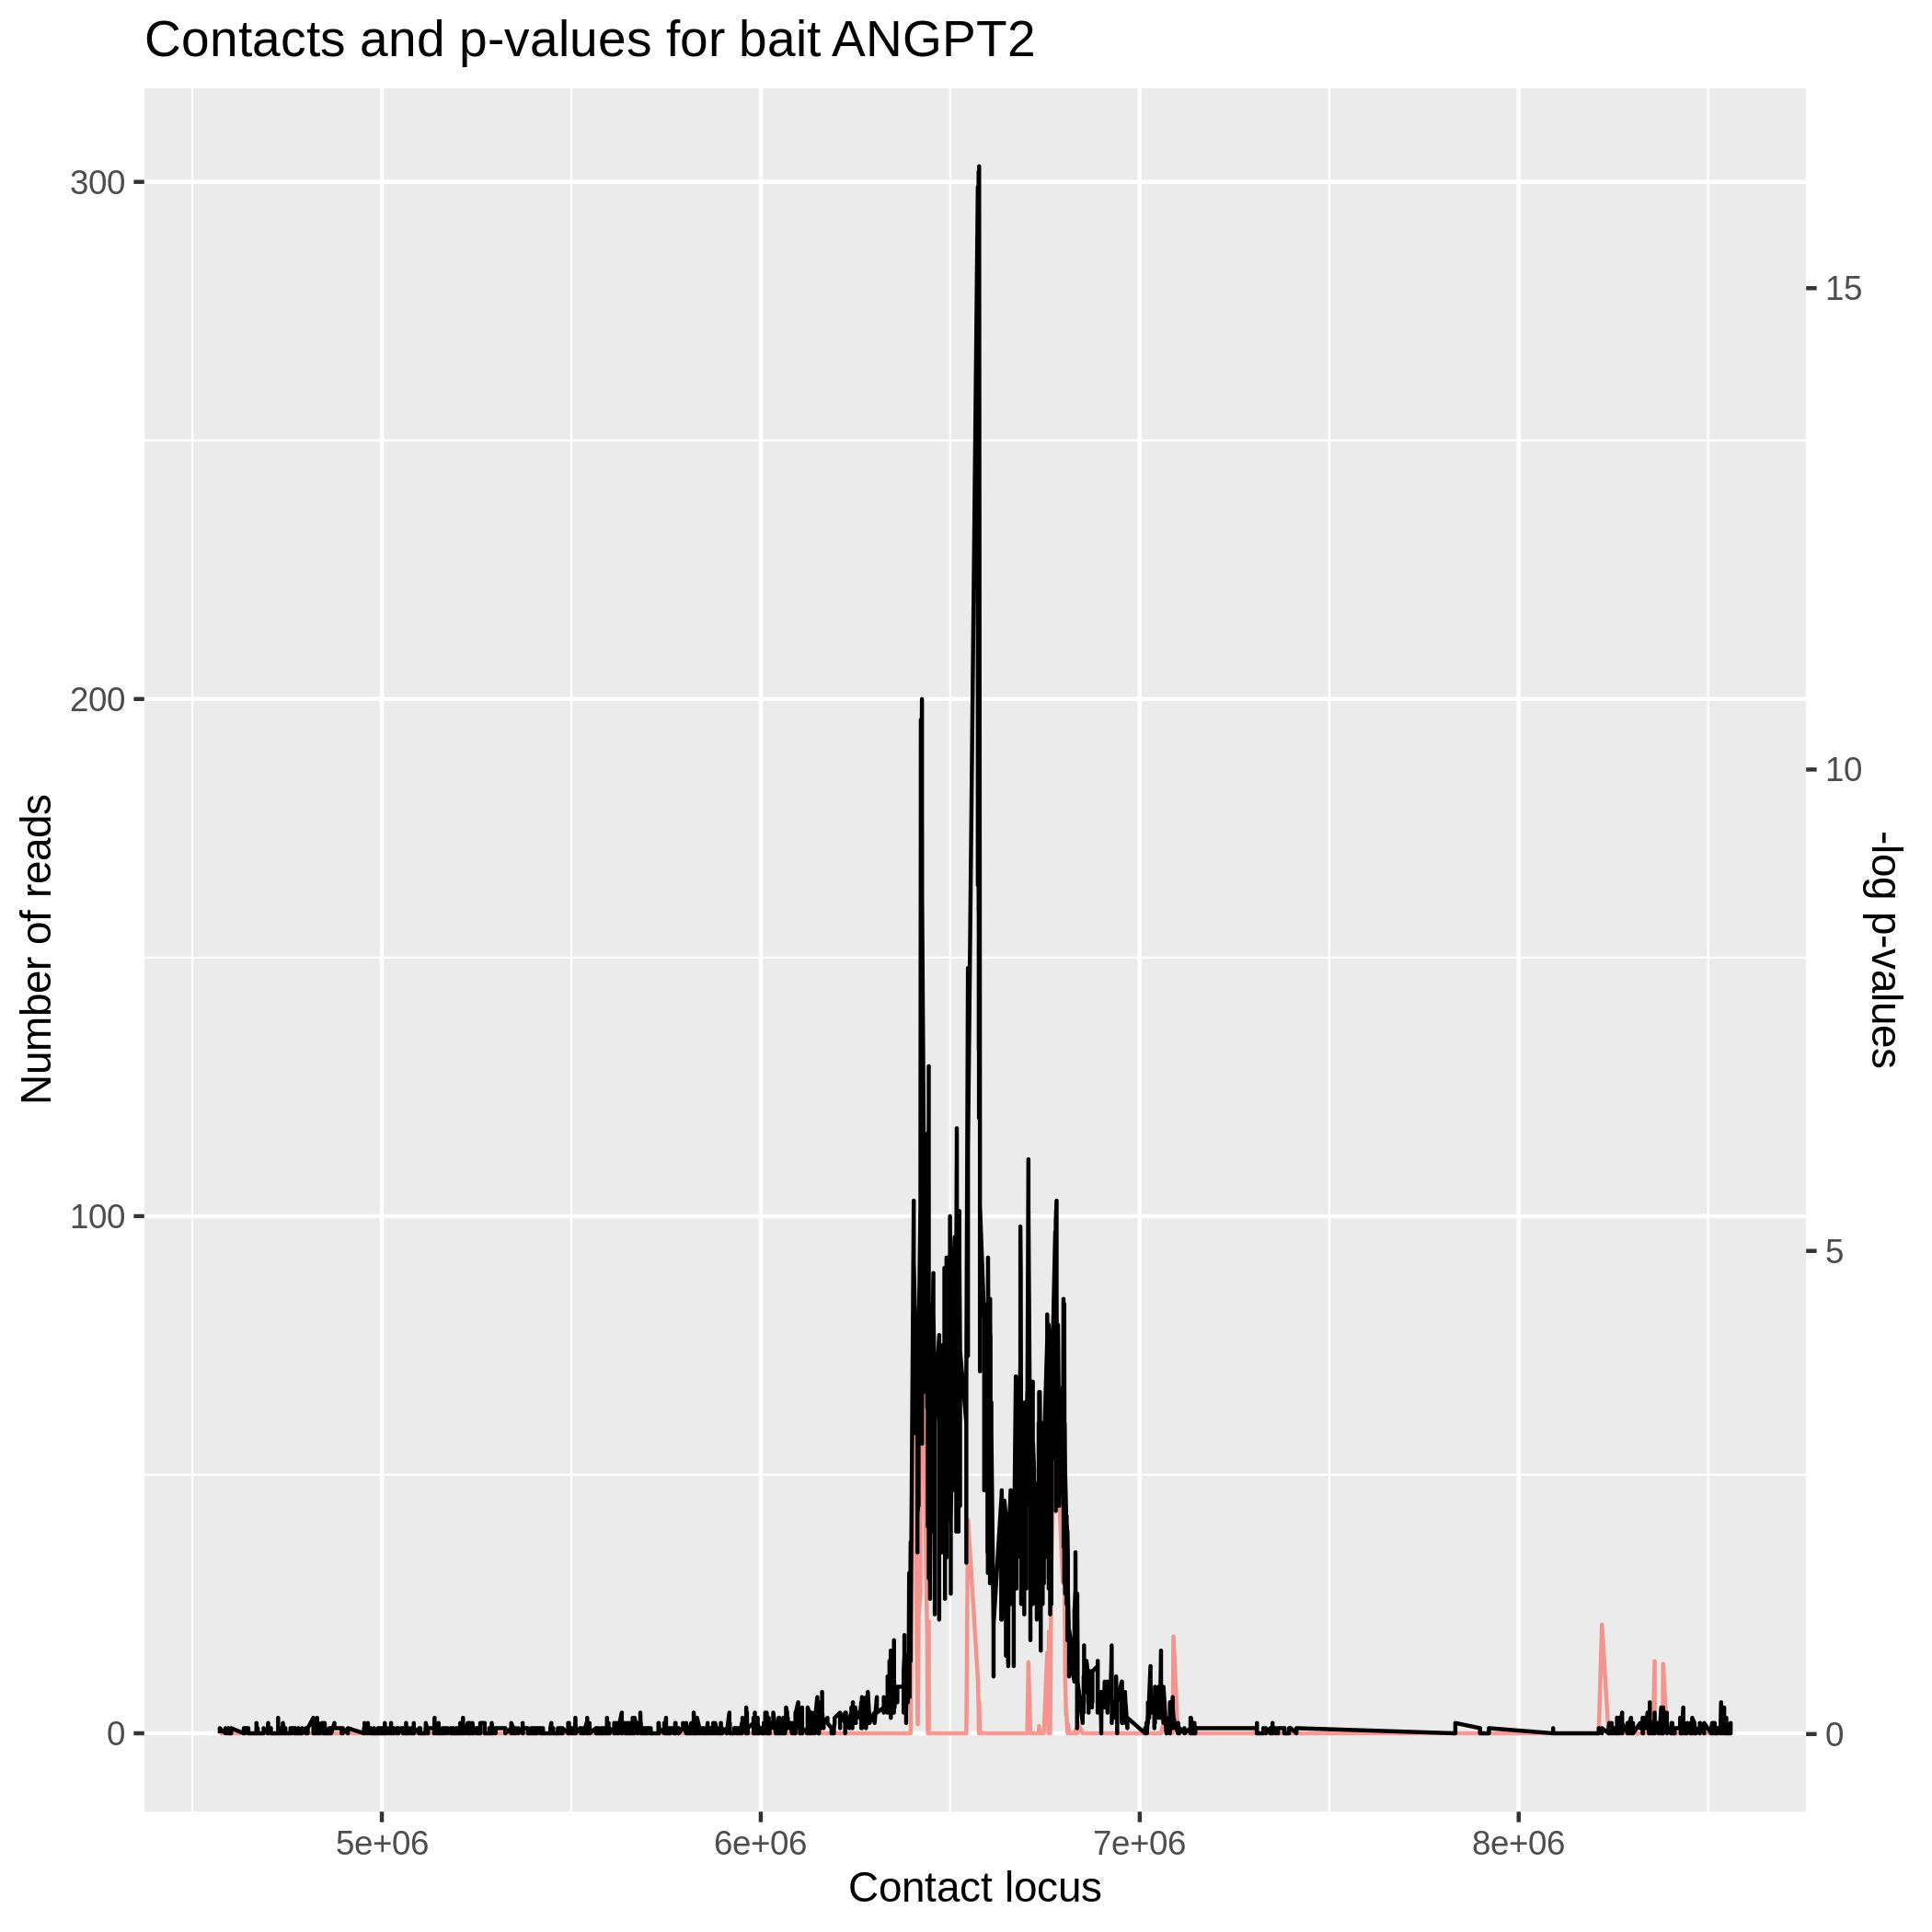 Contacts and p-values for bait ANGPT2
300
200
100
0
Number of reads
15
10
5
0
-log p-values
5e+06
6e+06
7e+06
8e+06
Contact locus